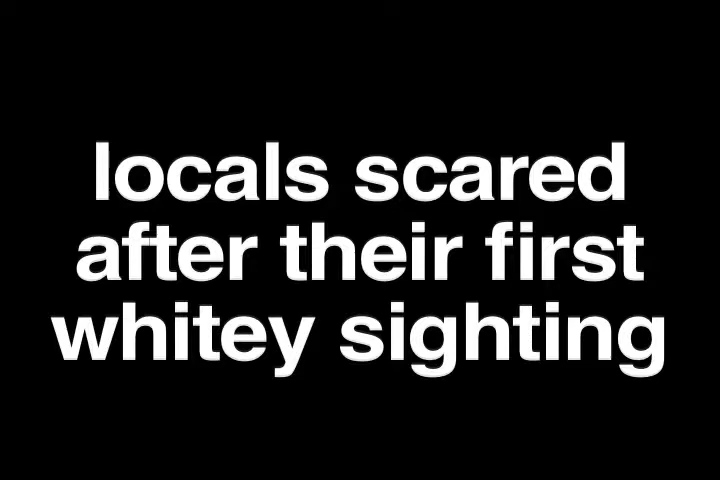 locals scared
after their first
whitey sighting